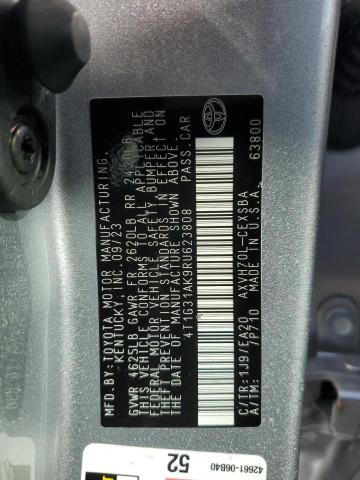 MFD. BY: TOYOTA MOTOR MANUFACTURING,
KENTUCKY, INC. 09/23
GVWR 4625LB GAWR FR 2620LB RR 2420LB
THIS VEHICLE CONFORMS TO ALL APPLICABLE
FEDERAL MOTOR VEHICLE SAFETY, BUMPER AND
THEFT PREVENTION STANDARDS IN EFFECT
ON THE DATE OF MANUFACTURE SHOWN ABOVE.
4T1G31AK9RU623808 PASS.CAR
C/TR:1J9/EA20 AXVH70L-CEXSBA
A/TM: -/P710 MADE IN U.S.A. 63800
52
42661-06B40